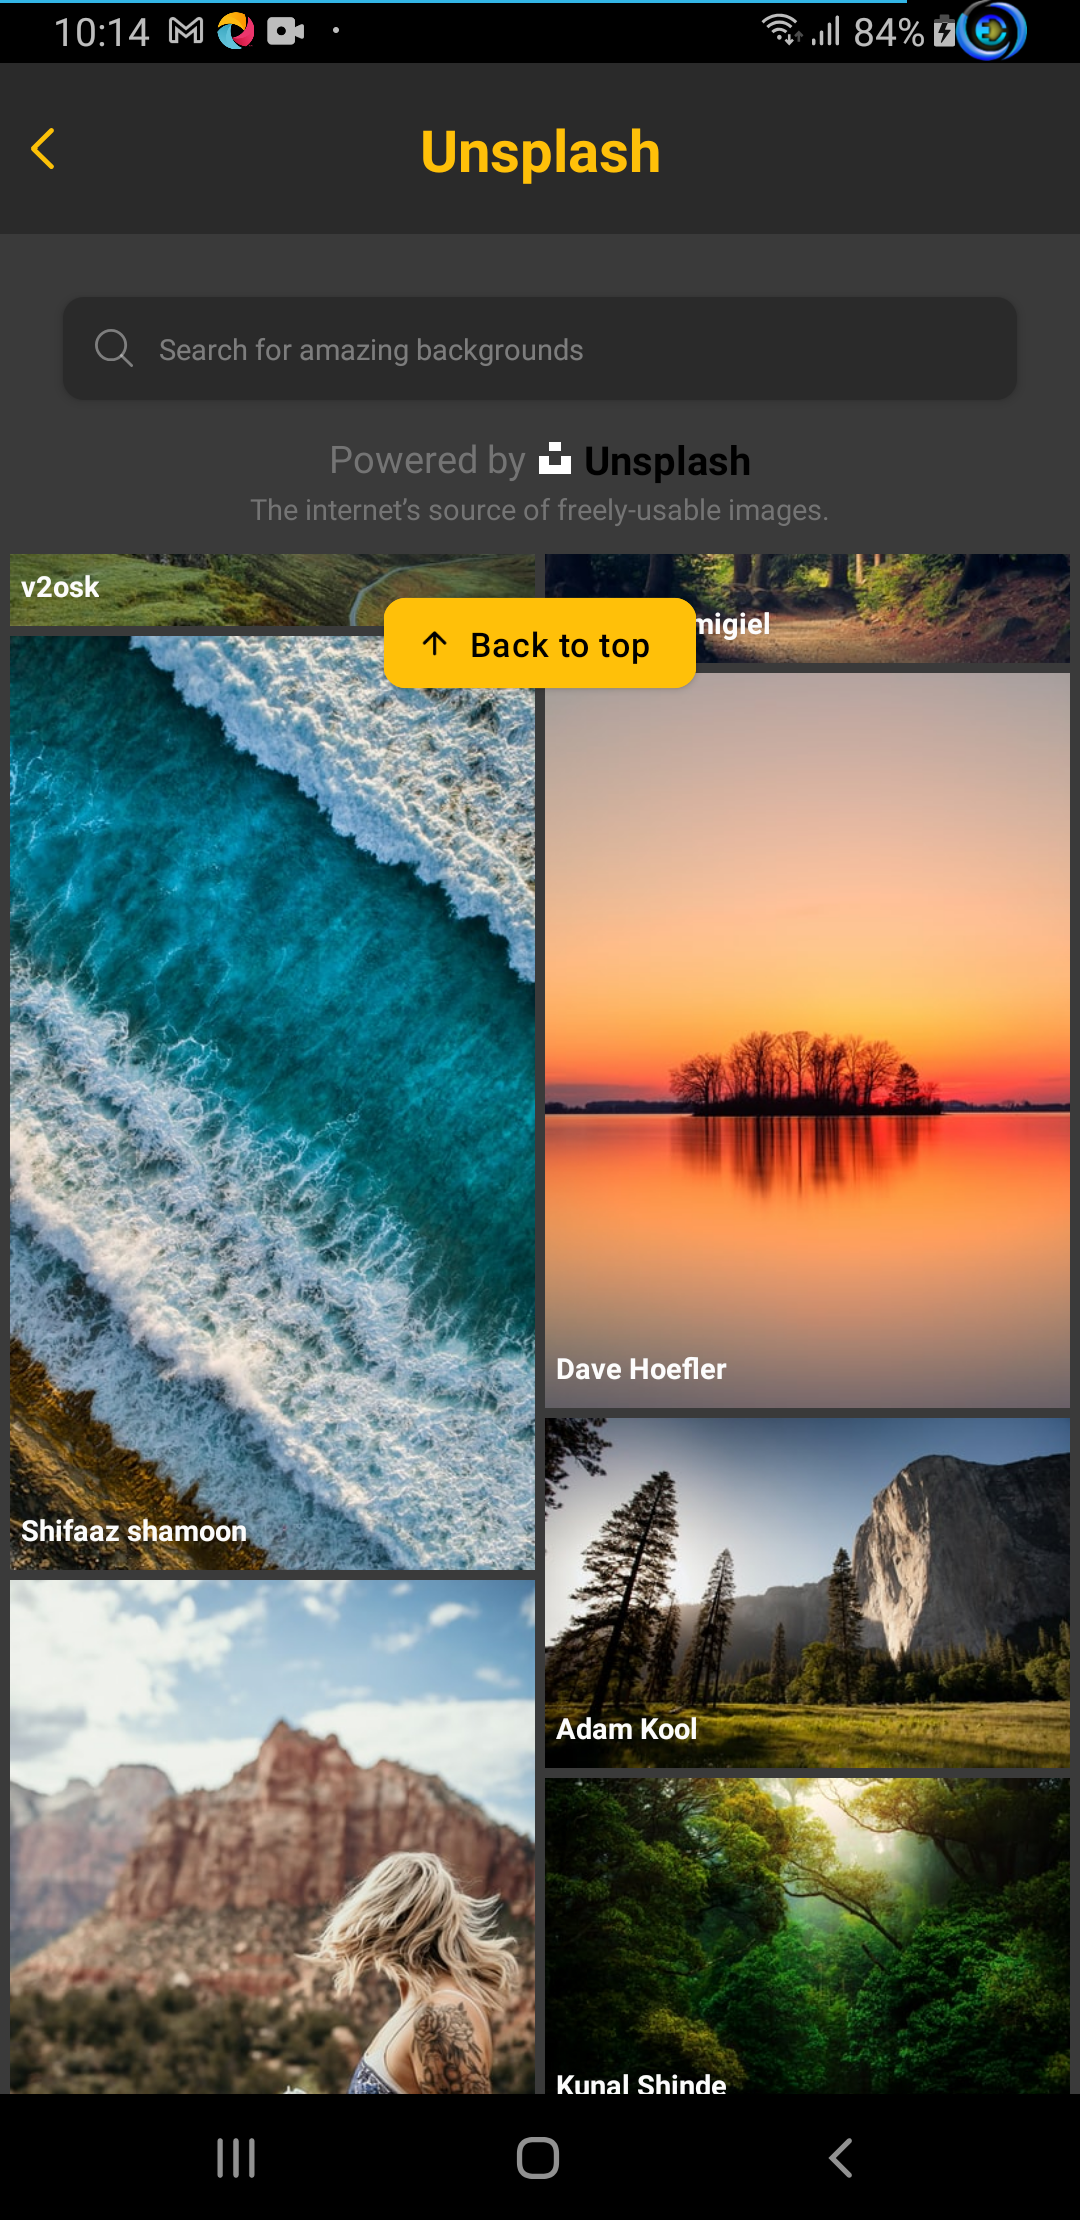 10:14
84%
Unsplash
Search for amazing backgrounds
Powered by Unsplash
The internet’s source of freely-usable images.
v2osk
migiel
Back to top
Dave Hoefler
Shifaaz shamoon
Adam Kool
Kunal Shinde